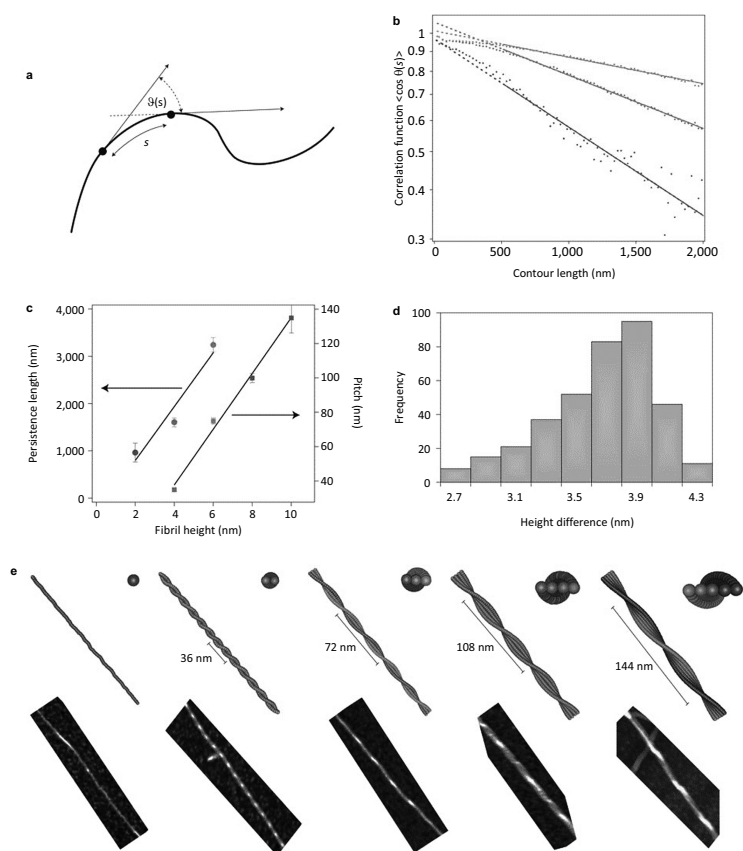 a
ϑ(s)
s
b
Correlation function <cos θ(s)>
1
0.9
0.8
0.7
0.6
0.5
0.4
0.3
0 500 1,000 1,500 2,000
Contour length (nm)
c
Persistence length (nm)
4,000
3,000
2,000
1,000
0
0 2 4 6 8 10
Fibril height (nm)
140
120
100
80
60
40
Pitch (nm)
d
Frequency
100
80
60
40
20
0
2.7 3.1 3.5 3.9 4.3
Height difference (nm)
e
36 nm
72 nm
108 nm
144 nm